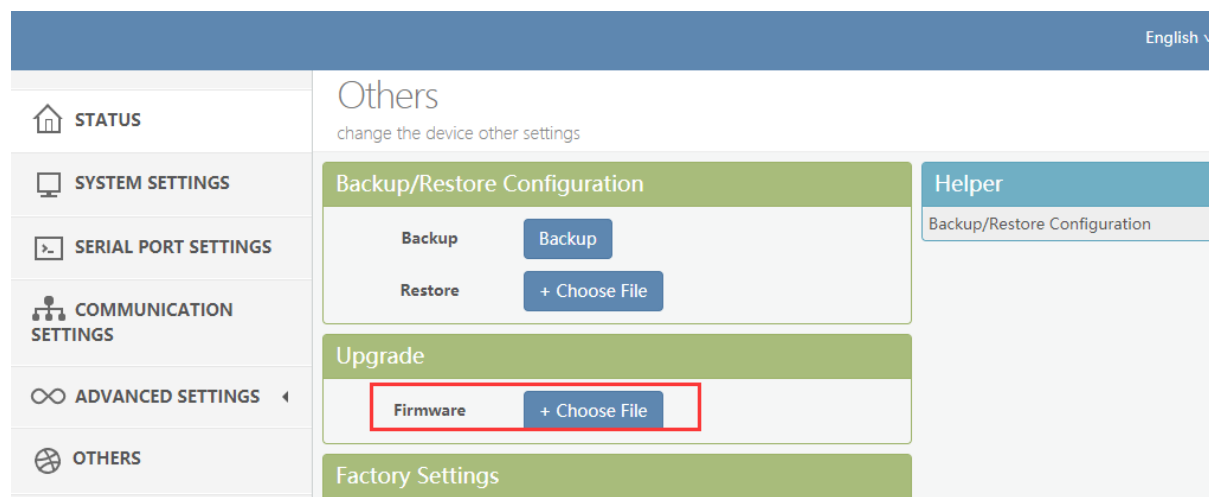 English
STATUS
SYSTEM SETTINGS
SERIAL PORT SETTINGS
COMMUNICATION
SETTINGS
ADVANCED SETTINGS
OTHERS
Others
change the device other settings
Backup/Restore Configuration
Backup Backup
Restore + Choose File
Upgrade
Firmware + Choose File
Factory Settings
Helper
Backup/Restore Configuration